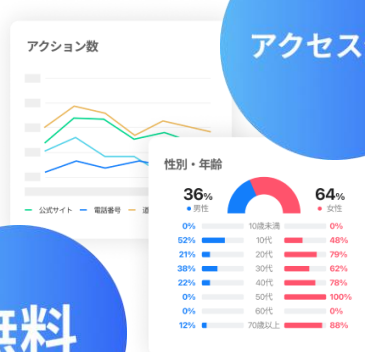 アクション数
アクセス
公式サイト 電話番号
性別・年齢
36% 64%
男性 女性
0% 10歳未満 0%
52% 10代 48%
21% 20代 79%
38% 30代 62%
22% 40代 78%
0% 50代 100%
0% 60代 0%
12% 70歳以上 88%
無料